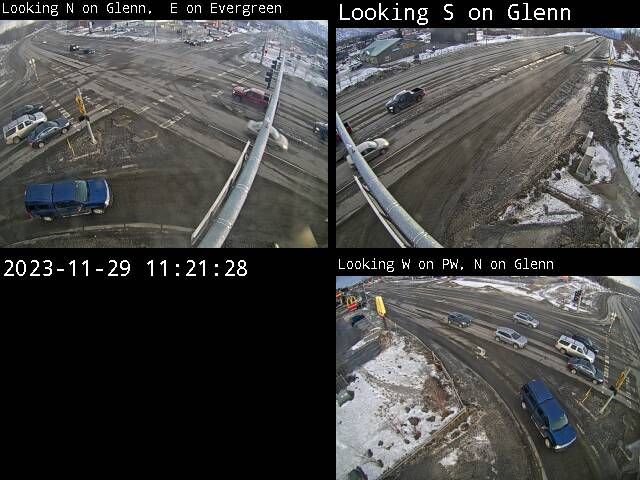 Looking N on Glenn, E on Evergreen
Looking S on Glenn
2023-11-29 11:21:28
Looking W on PW, N on Glenn